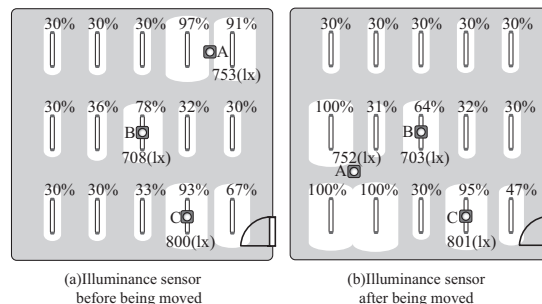 30% 30% 30% 97% 91%
A
753(lx)
30% 36% 78% 32% 30%
B
708(lx)
30% 30% 33% 93% 67%
C
800(lx)
(a)Illuminance sensor
before being moved
30% 30% 30% 30% 30%
100% 31% 64% 32% 30%
B
752(lx) 703(lx)
A
100% 100% 30% 95% 47%
C
801(lx)
(b)Illuminance sensor
after being moved